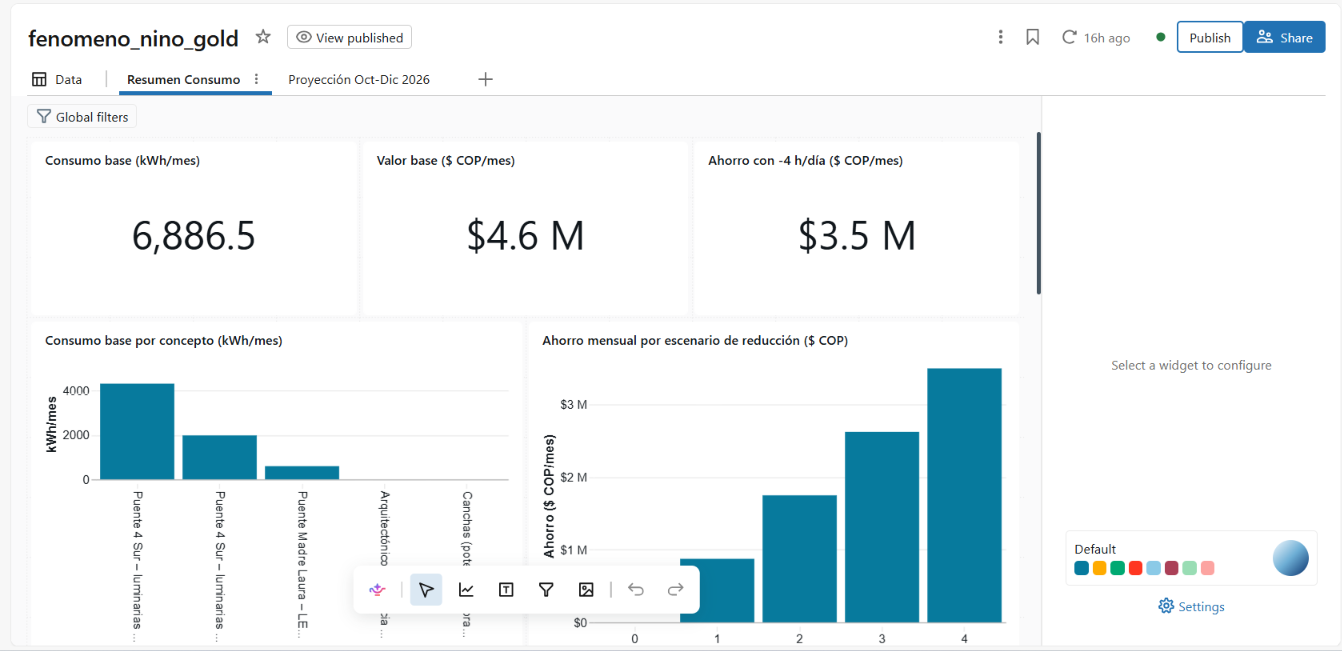 fenomeno_nino_gold
View published
16h ago
Publish
Share
Data
Resumen Consumo
Proyección Oct-Dic 2026
Global filters
Consumo base (kWh/mes)
6,886.5
Valor base ($ COP/mes)
$4.6 M
Ahorro con -4 h/día ($ COP/mes)
$3.5 M
Consumo base por concepto (kWh/mes)
kWh/mes
4000
2000
0
Puente 4 Sur – luminarias ...
Puente 4 Sur – luminarias ...
Puente Madre Laura – LE...
Arquitectónico
cia...
Canchas (pote
ora...
Ahorro mensual por escenario de reducción ($ COP)
Ahorro ($ COP/mes)
$3 M
$2 M
$1 M
$0
0
1
2
3
4
Select a widget to configure
Default
Settings